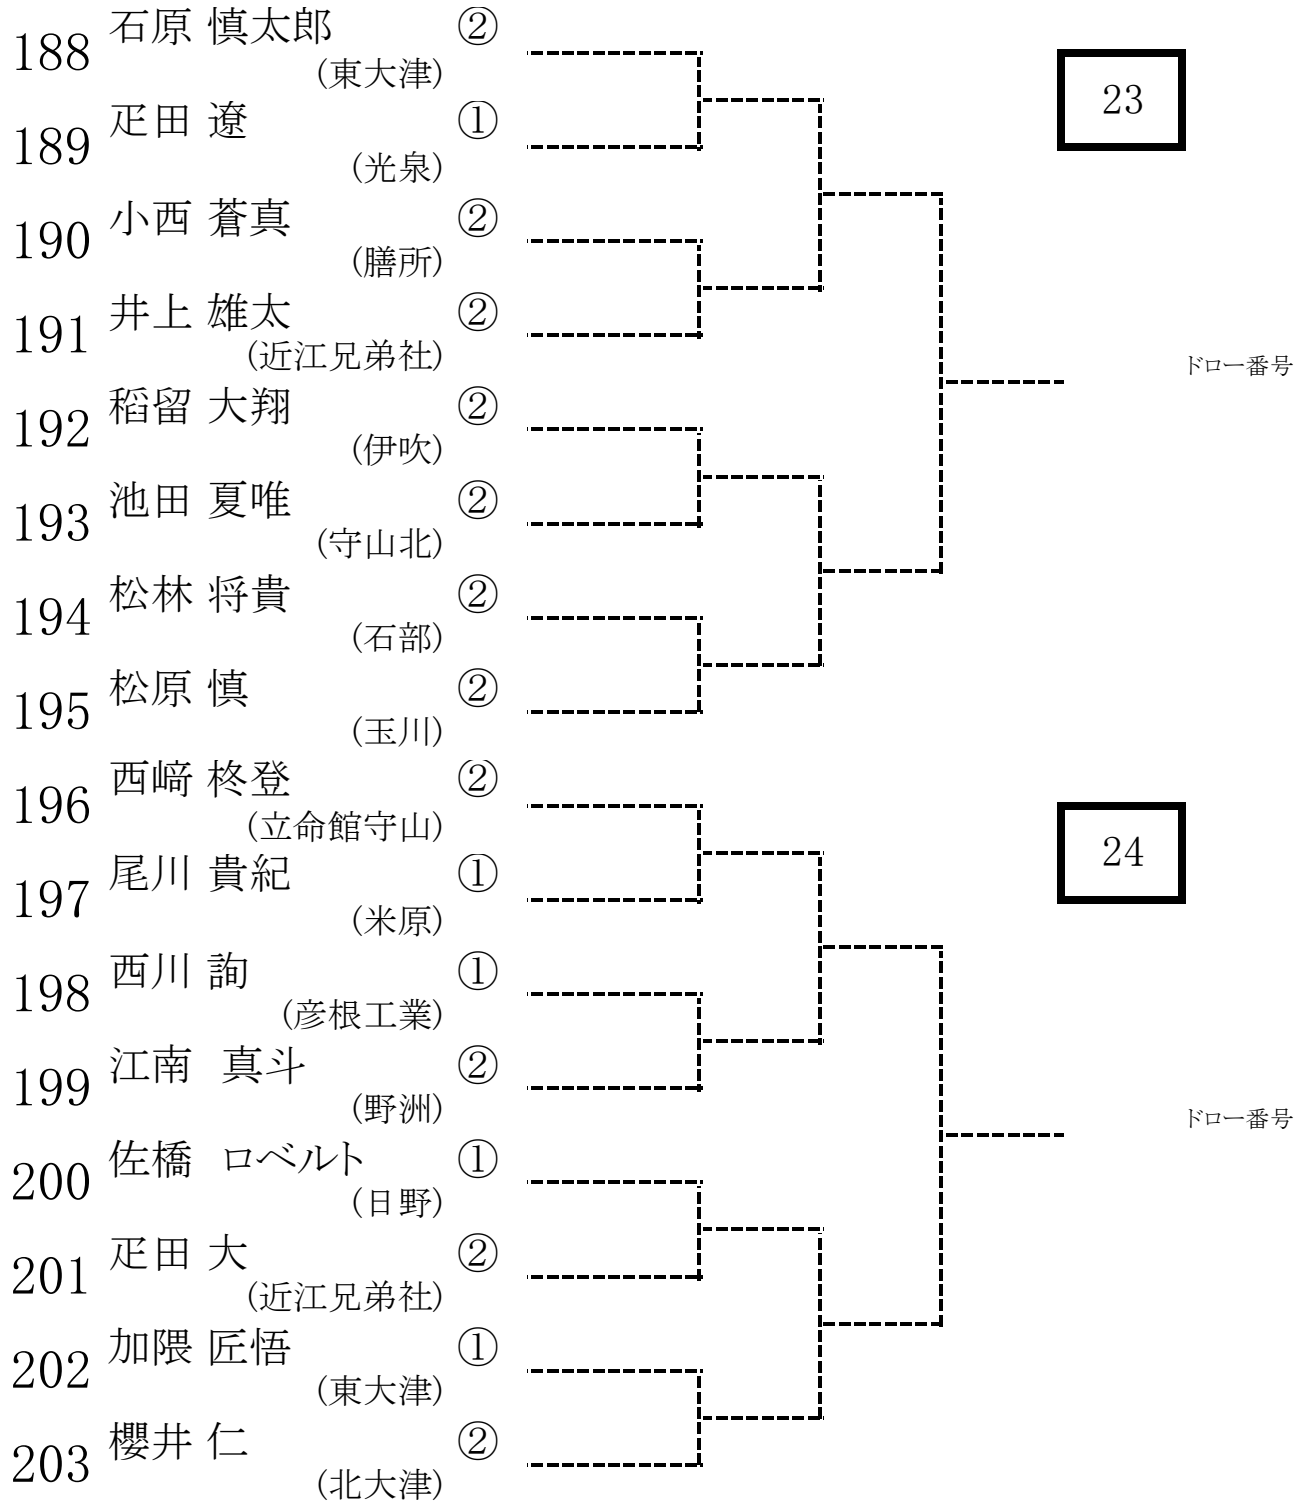 188 石原 慎太郎 ②
(東大津)
23
189 疋田 遼 ①
(光泉)
190 小西 蒼真 ②
(膳所)
191 井上 雄太 ②
(近江兄弟社)
ドロー番号
192 稻留 大翔 ②
(伊吹)
193 池田 夏唯 ②
(守山北)
194 松林 将貴 ②
(石部)
195 松原 慎 ②
(玉川)
196 西﨑 柊登 ②
(立命館守山)
24
197 尾川 貴紀 ①
(米原)
198 西川 詢 ①
(彦根工業)
199 江南 真斗 ②
(野洲)
ドロー番号
200 佐橋 ロベルト ①
(日野)
201 疋田 大 ②
(近江兄弟社)
202 加隈 匠悟 ①
(東大津)
203 櫻井 仁 ②
(北大津)